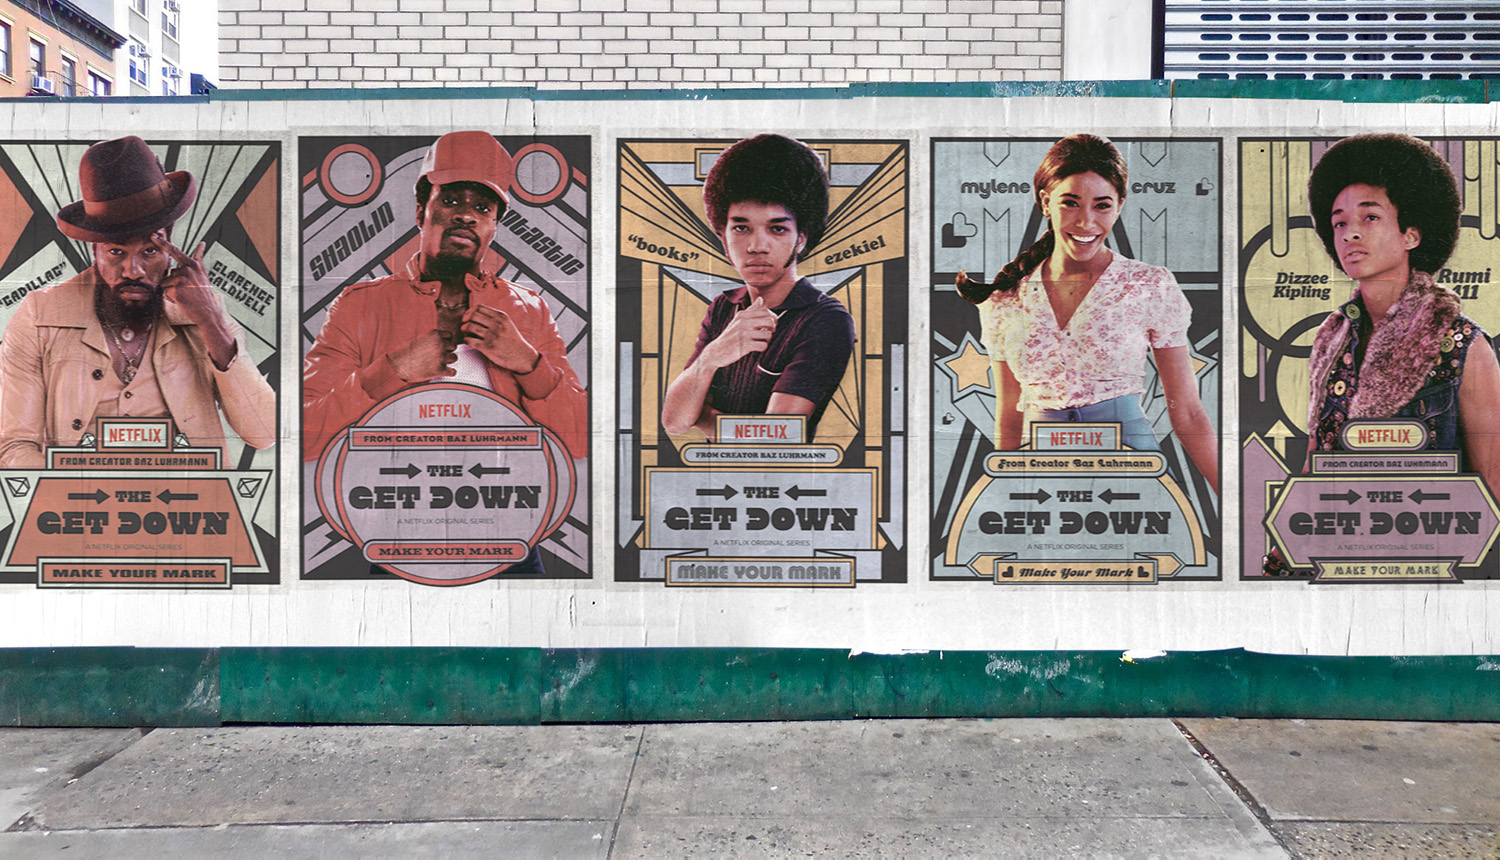 "CADILLAC"
CLARENCE
CALDWELL
NETFLIX
FROM CREATOR BAZ LUHRMANN
THE
GET DOWN
A NETFLIX ORIGINAL SERIES
MAKE YOUR MARK
SHAOLIN
FANTASTIC
NETFLIX
FROM CREATOR BAZ LUHRMANN
THE
GET DOWN
A NETFLIX ORIGINAL SERIES
MAKE YOUR MARK
"books"
ezekiel
NETFLIX
FROM CREATOR BAZ LUHRMANN
THE
GET DOWN
A NETFLIX ORIGINAL SERIES
MAKE YOUR MARK
mylene cruz
NETFLIX
From Creator Baz Luhrmann
THE
GET DOWN
A NETFLIX ORIGINAL SERIES
Make Your Mark
Dizzee
Kipling
Rumi
411
NETFLIX
FROM CREATOR BAZ LUHRMANN
THE
GET DOWN
A NETFLIX ORIGINAL SERIES
MAKE YOUR MARK